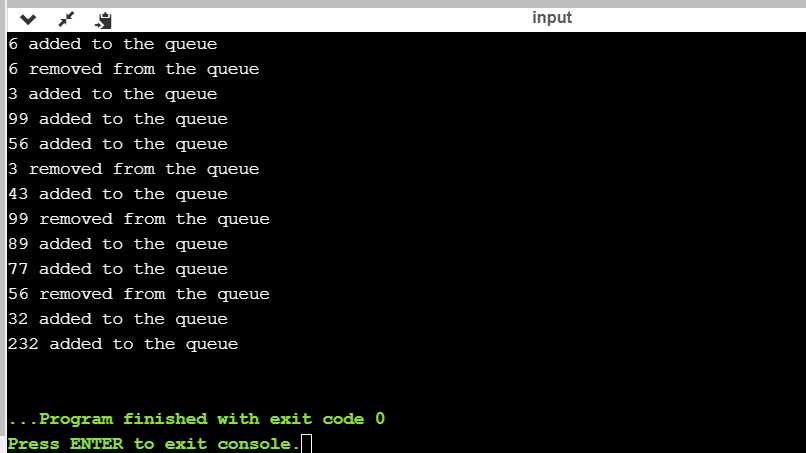 input
6 added to the queue
6 removed from the queue
3 added to the queue
99 added to the queue
56 added to the queue
3 removed from the queue
43 added to the queue
99 removed from the queue
89 added to the queue
77 added to the queue
56 removed from the queue
32 added to the queue
232 added to the queue
...Program finished with exit code 0
Press ENTER to exit console.